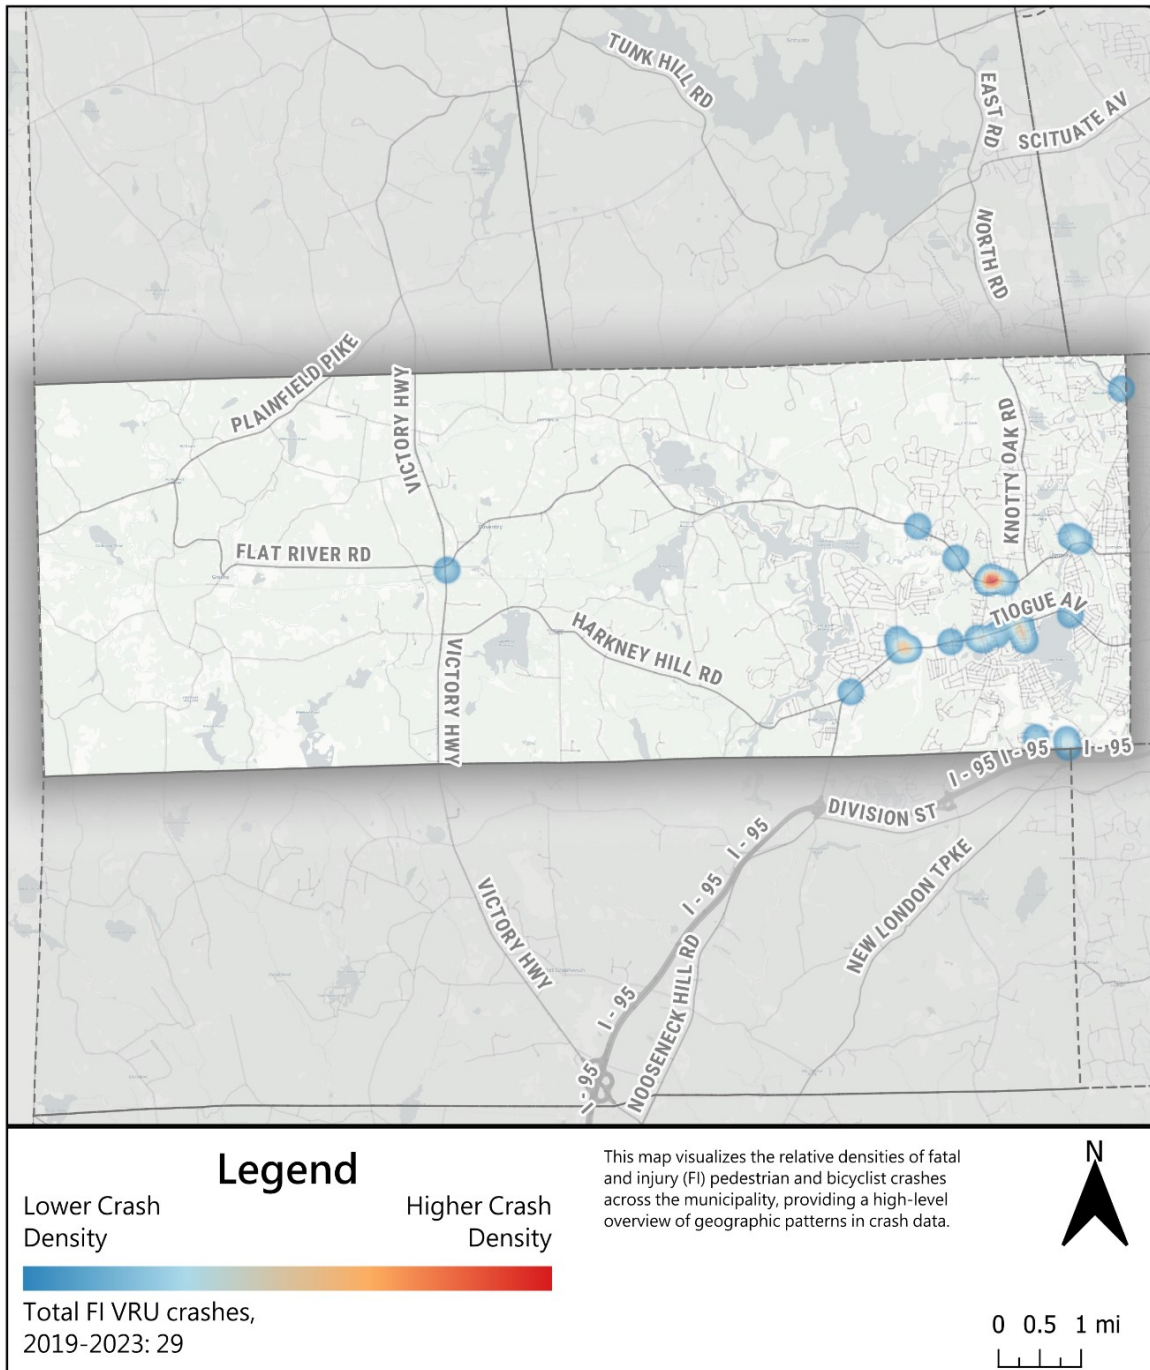 TUNK HILL RD
EAST RD
SCITUATE AV
NORTH RD
PLAINFIELD PIKE
VICTORY HWY
KNOTTY OAK RD
FLAT RIVER RD
TIOGUE AV
HARKNEY HILL RD
VICTORY HWY
I - 95
I - 95
I - 95
DIVISION ST
I - 95
I - 95
NEW LONDON TPKE
VICTORY HWY
NOOSENECK HILL RD
I - 95
I - 95
Legend
Lower Crash
Density
Higher Crash
Density
Total FI VRU crashes,
2019-2023: 29
This map visualizes the relative densities of fatal
and injury (FI) pedestrian and bicyclist crashes
across the municipality, providing a high-level
overview of geographic patterns in crash data.
N
0 0.5 1 mi